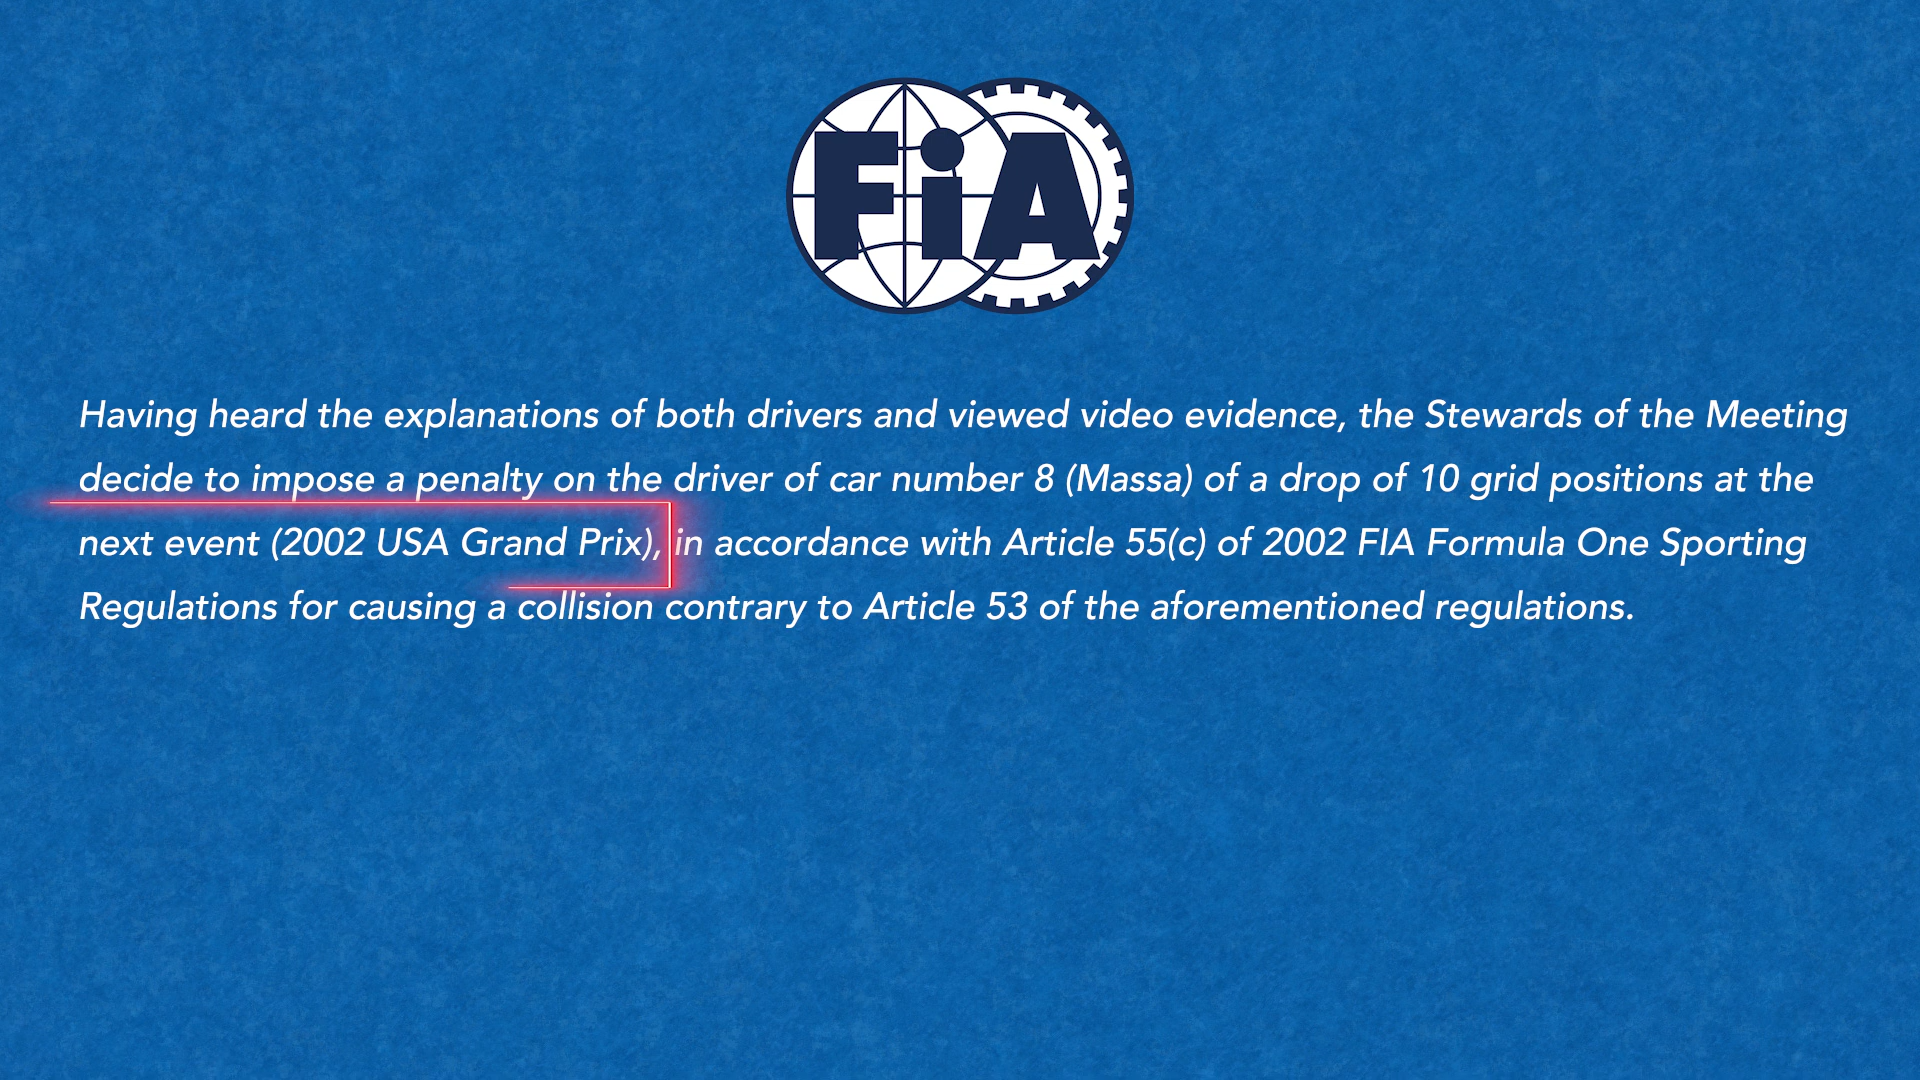 FiA
Having heard the explanations of both drivers and viewed video evidence, the Stewards of the Meeting
decide to impose a penalty on the driver of car number 8 (Massa) of a drop of 10 grid positions at the
next event (2002 USA Grand Prix), in accordance with Article 55(c) of 2002 FIA Formula One Sporting
Regulations for causing a collision contrary to Article 53 of the aforementioned regulations.